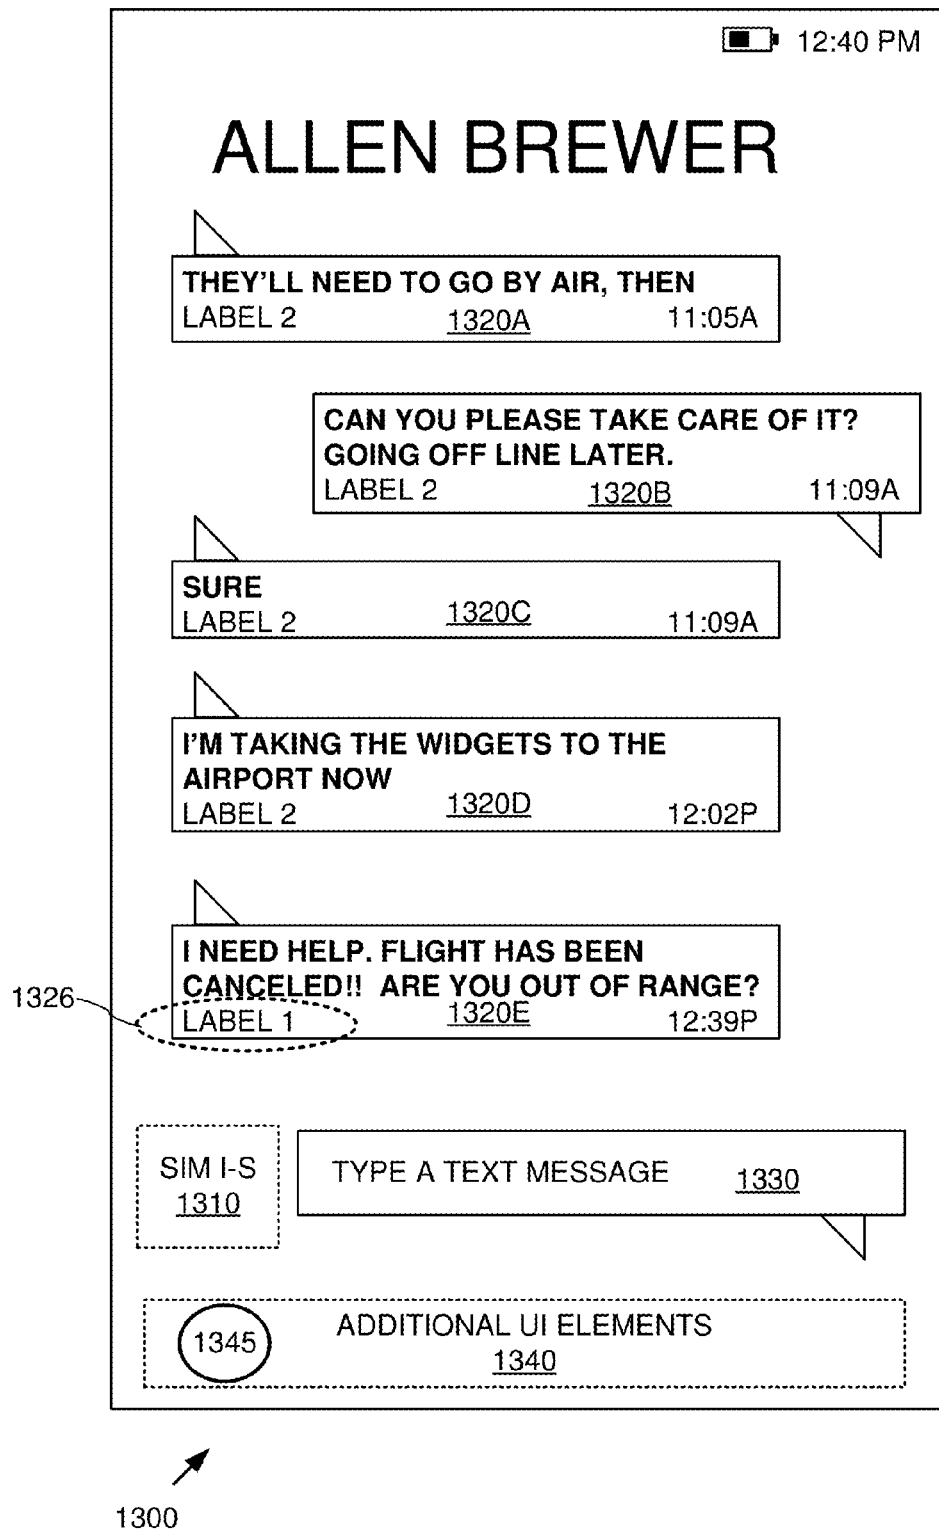 12:40 PM
ALLEN BREWER
THEY'LL NEED TO GO BY AIR, THEN
LABEL 2 1320A 11:05A
CAN YOU PLEASE TAKE CARE OF IT?
GOING OFF LINE LATER.
LABEL 2 1320B 11:09A
SURE
LABEL 2 1320C 11:09A
I'M TAKING THE WIDGETS TO THE
AIRPORT NOW
LABEL 2 1320D 12:02P
I NEED HELP. FLIGHT HAS BEEN
CANCELED!! ARE YOU OUT OF RANGE?
1326 LABEL 1 1320E 12:39P
SIM I-S
1310
TYPE A TEXT MESSAGE 1330
1345 ADDITIONAL UI ELEMENTS
1340
1300